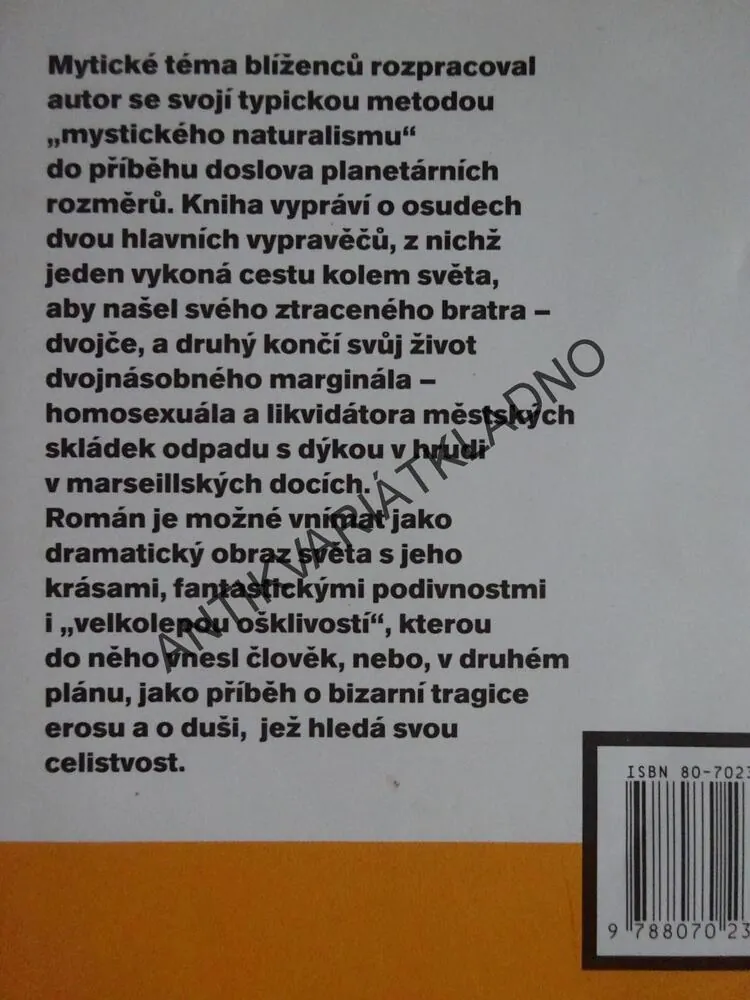 Mytické téma blíženců rozpracoval
autor se svojí typickou metodou
„mystického naturalismu“
do příběhu doslova planetárních
rozměrů. Kniha vypráví o osudech
dvou hlavních vypravěčů, z nichž
jeden vykoná cestu kolem světa,
aby našel svého ztraceného bratra –
dvojče, a druhý končí svůj život
dvojnásobného marginála –
homosexuála a likvidátora městských
skládek odpadu s dýkou v hrudi
v marseillských docích.
Román je možné vnímat jako
dramatický obraz světa s jeho
krásami, fantastickými podivnostmi
i „velkolepou ošklivostí“, kterou
do něho vnesl člověk, nebo, v druhém
plánu, jako příběh o bizarní tragice
erosu a o duši, jež hledá svou
celistvost.
ANTIKVARIÁTKLADNO
ISBN 80-7023
9 788070 23